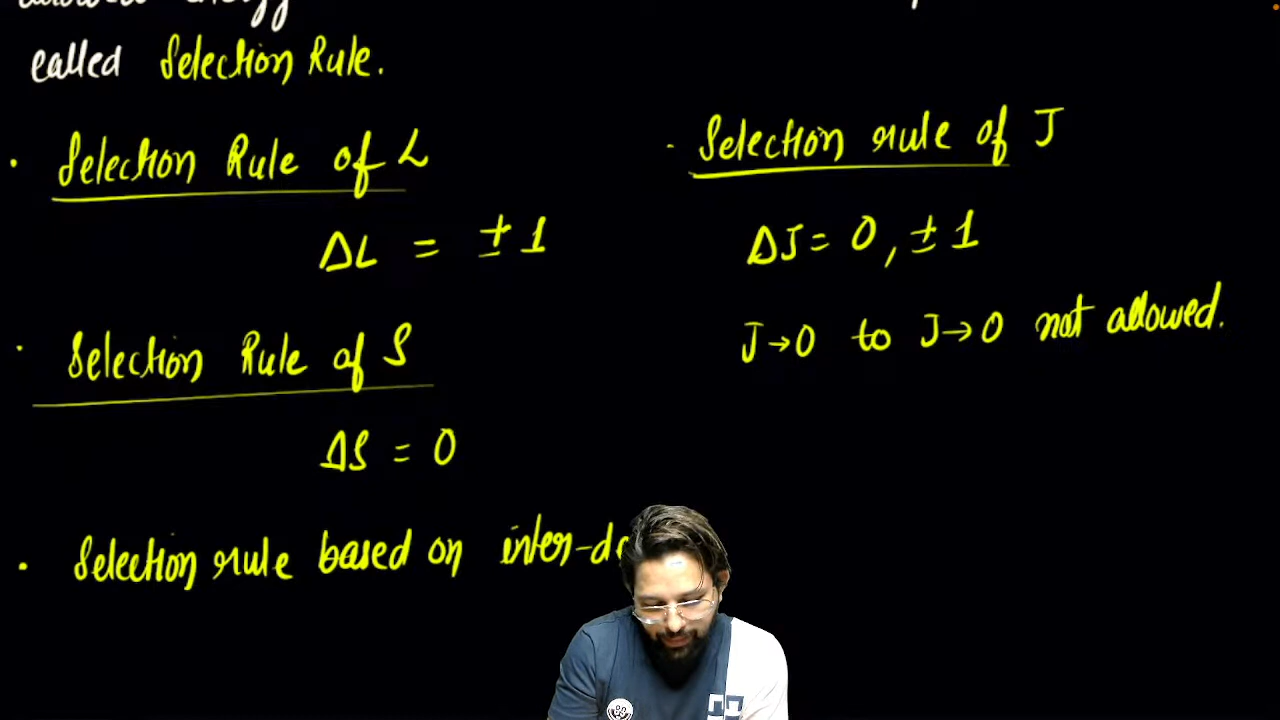 called Selection Rule.
· Selection Rule of L
ΔL = ± 1
· Selection Rule of S
ΔS = 0
· Selection rule based on
· Selection rule of J
ΔJ = 0, ± 1
J→0 to J→0 not allowed.